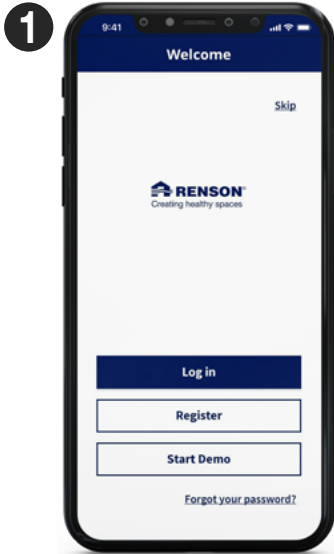 1
9:41
Welcome
Skip
RENSON®
Creating healthy spaces
Log in
Register
Start Demo
Forgot your password?